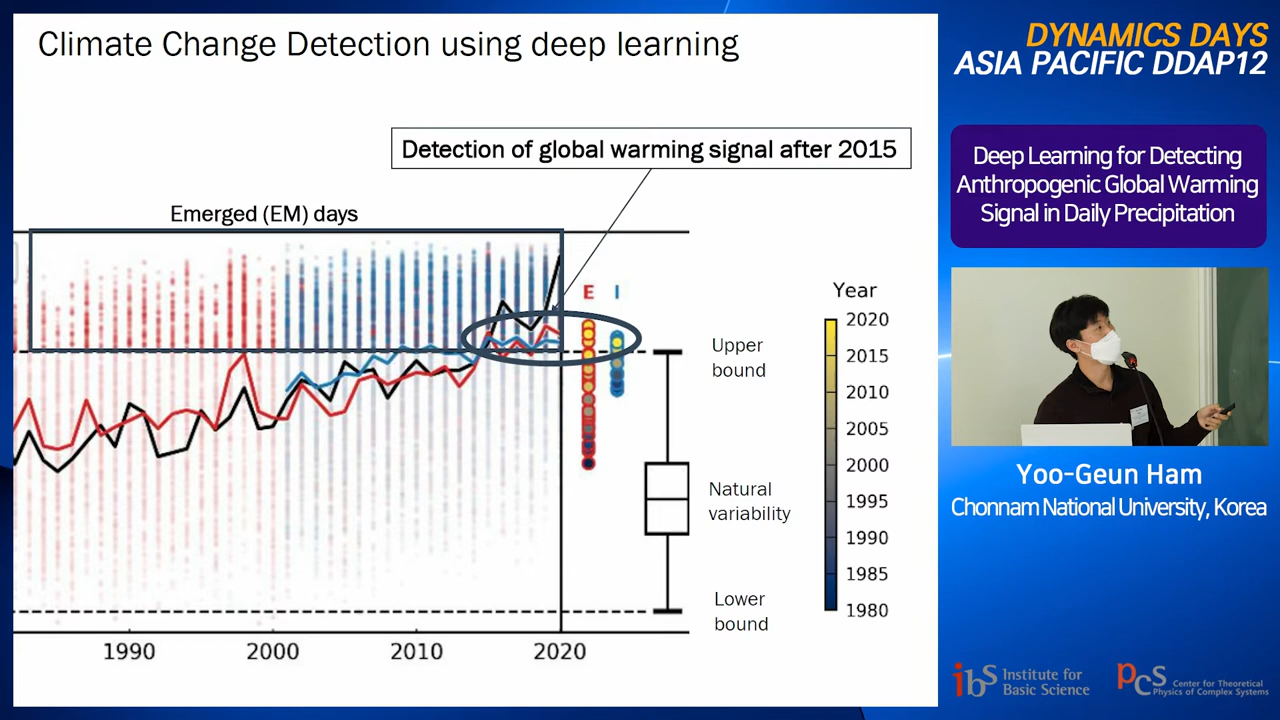 Climate Change Detection using deep learning
Detection of global warming signal after 2015
Emerged (EM) days
E I
Year
2020
2015
2010
2005
2000
1995
1990
1985
1980
Upper
bound
Natural
variability
Lower
bound
1990 2000 2010 2020
DYNAMICS DAYS
ASIA PACIFIC DDAP12
Deep Learning for Detecting
Anthropogenic Global Warming
Signal in Daily Precipitation
Yoo-Geun Ham
Chonnam National University, Korea
ibS Institute for
Basic Science
PCS Center for Theoretical
Physics of Complex Systems